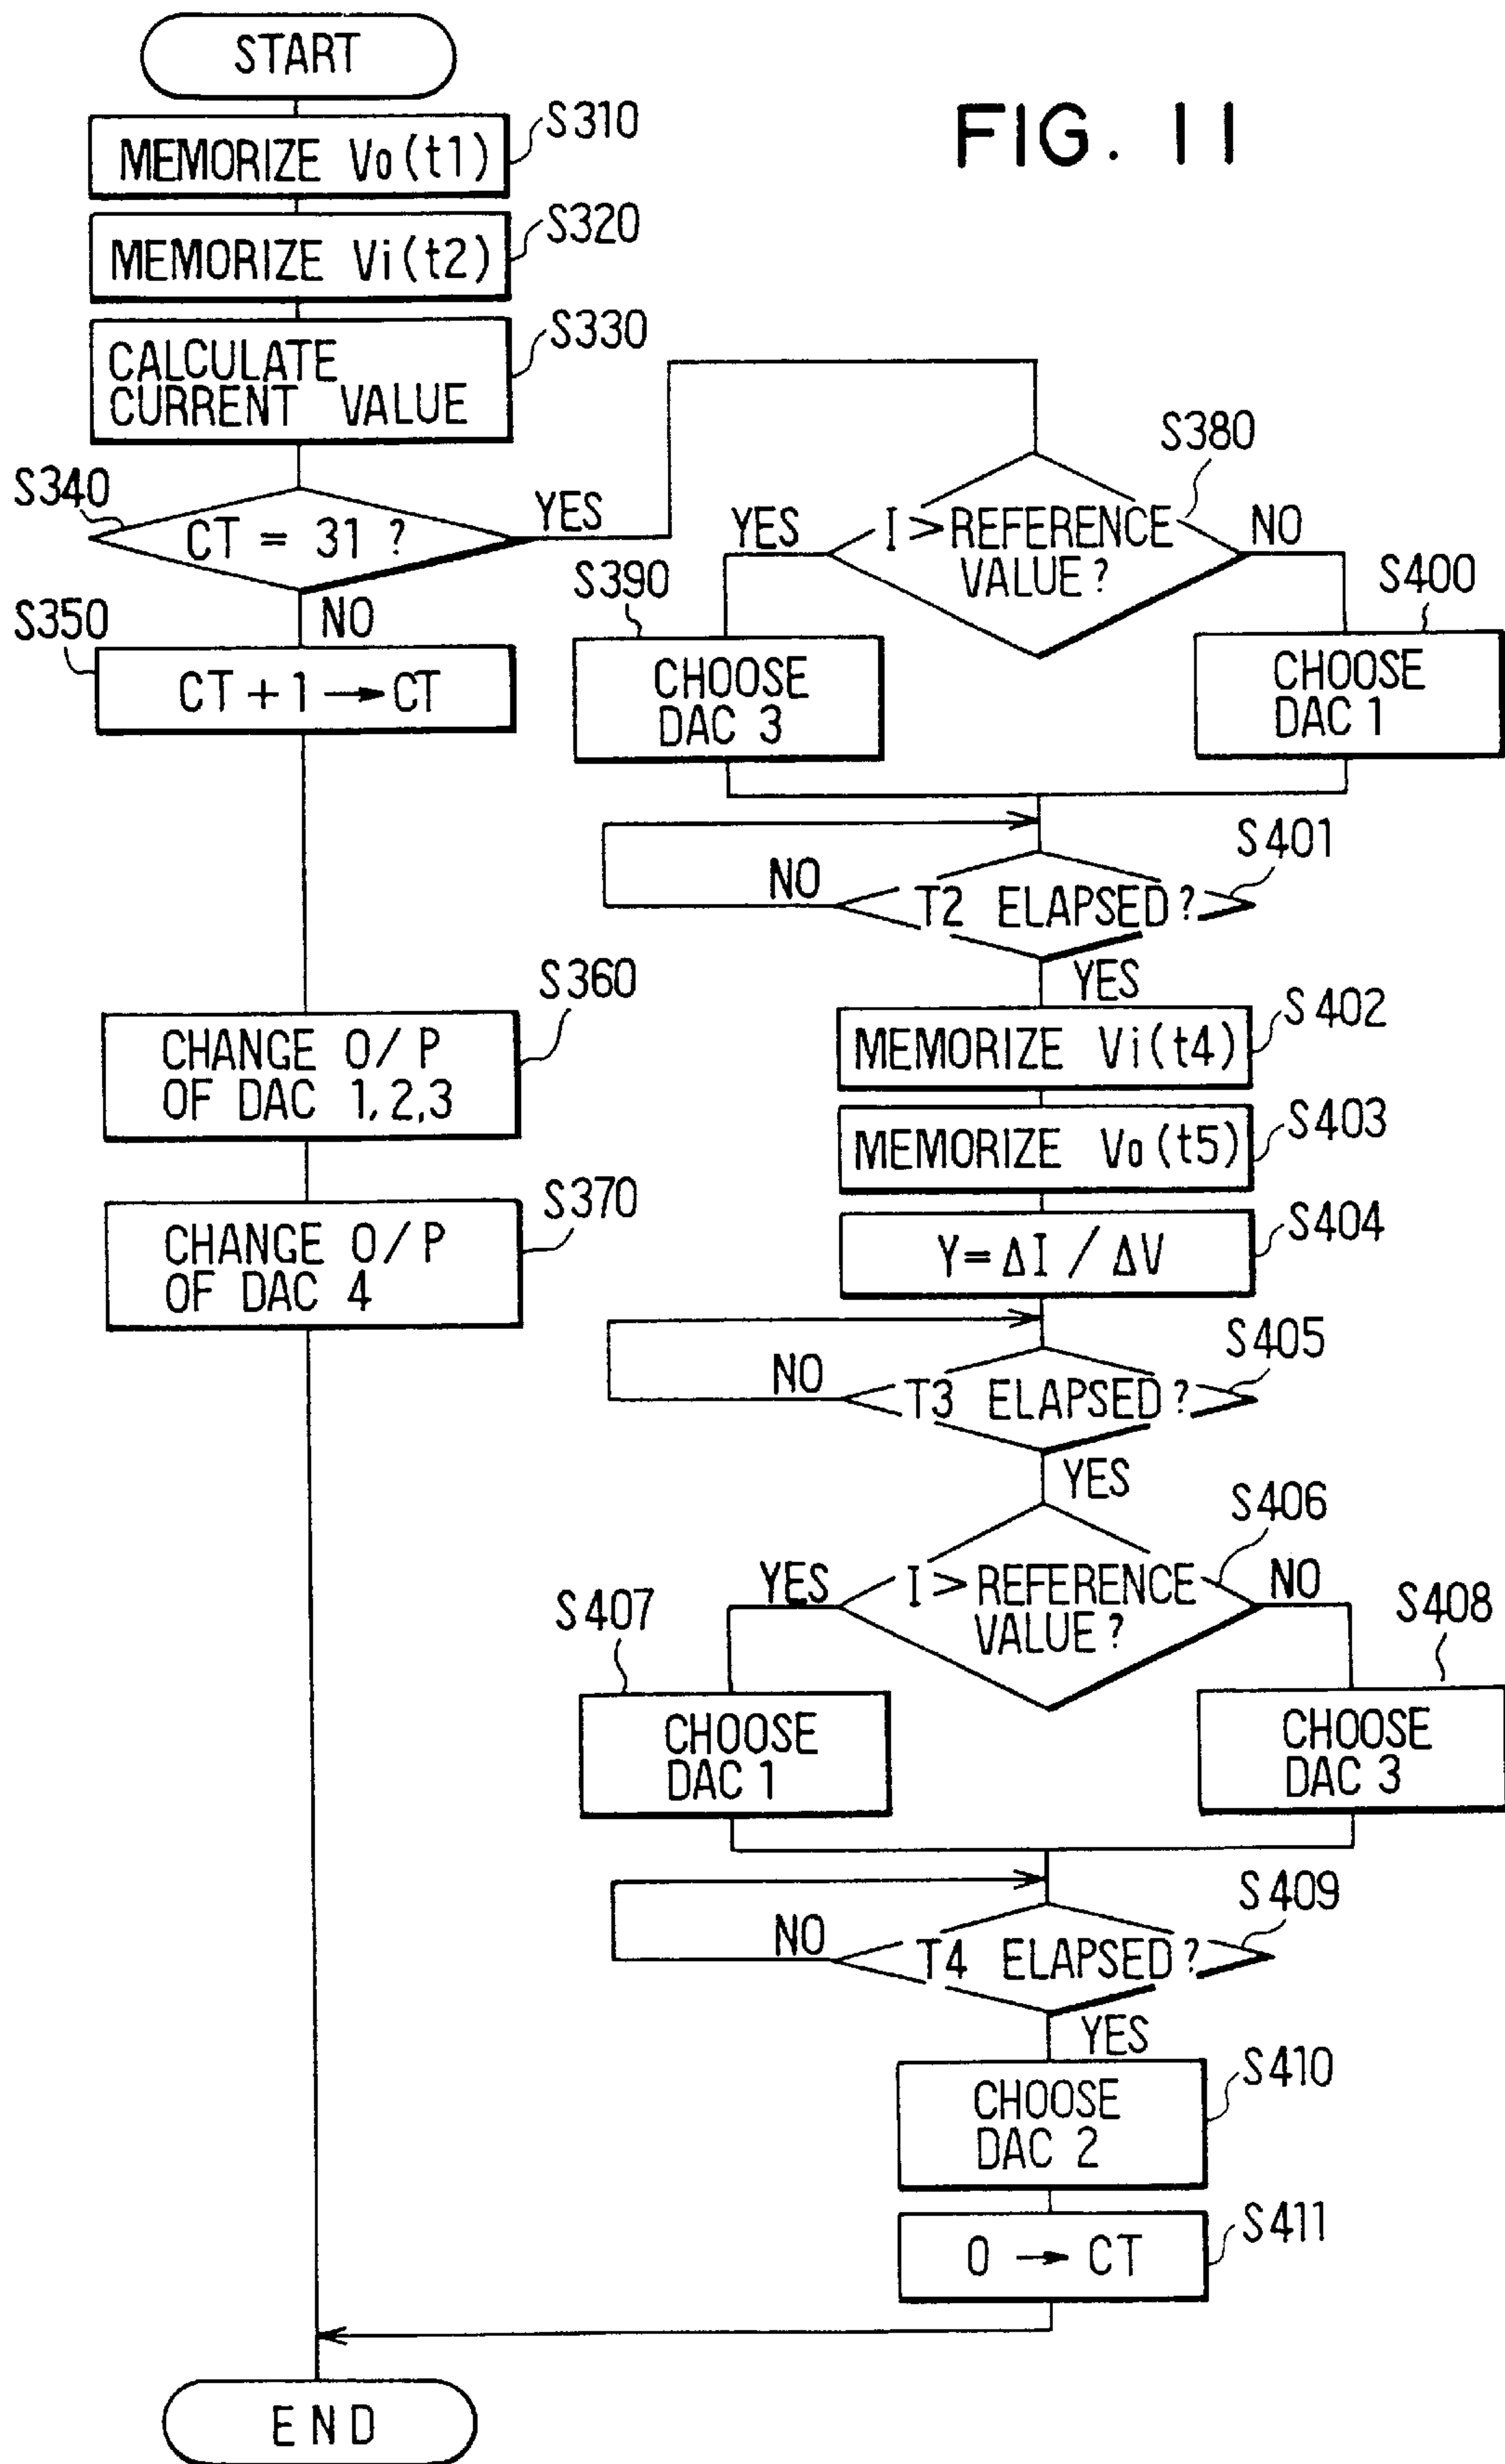 FIG. 11
START
S310
MEMORIZE Vo(t1)
S320
MEMORIZE Vi(t2)
S330
CALCULATE
CURRENT VALUE
S340
CT = 31 ?
YES
NO
S350
CT + 1 → CT
S360
CHANGE O/P
OF DAC 1,2,3
S370
CHANGE O/P
OF DAC 4
S380
I > REFERENCE
VALUE?
YES
NO
S390
CHOOSE
DAC 3
S400
CHOOSE
DAC 1
S401
T2 ELAPSED?
NO
YES
S402
MEMORIZE Vi(t4)
S403
MEMORIZE Vo(t5)
S404
Y=ΔI / ΔV
S405
T3 ELAPSED?
NO
YES
S406
I > REFERENCE
VALUE?
YES
NO
S407
CHOOSE
DAC 1
S408
CHOOSE
DAC 3
S409
T4 ELAPSED?
NO
YES
S410
CHOOSE
DAC 2
S411
0 → CT
END